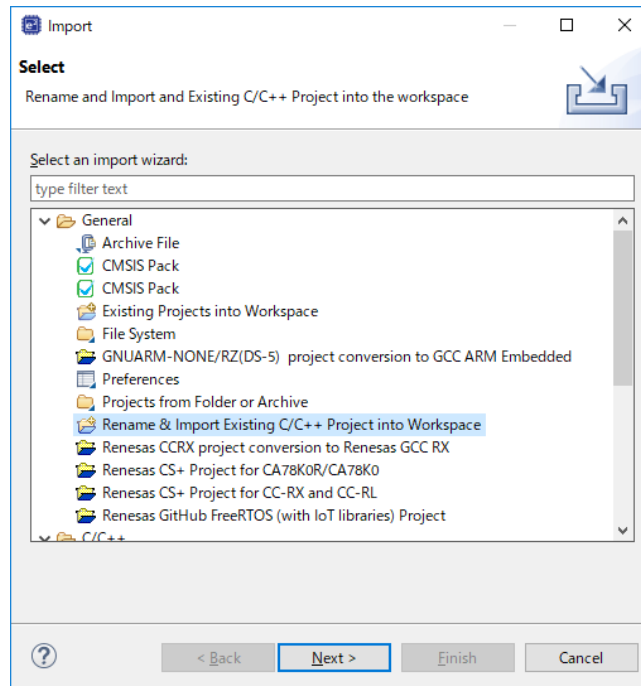 Import
Select
Rename and Import and Existing C/C++ Project into the workspace
Select an import wizard:
type filter text
General
Archive File
CMSIS Pack
CMSIS Pack
Existing Projects into Workspace
File System
GNUARM-NONE/RZ(DS-5)  project conversion to GCC ARM Embedded
Preferences
Projects from Folder or Archive
Rename & Import Existing C/C++ Project into Workspace
Renesas CCRX project conversion to Renesas GCC RX
Renesas CS+ Project for CA78K0R/CA78K0
Renesas CS+ Project for CC-RX and CC-RL
Renesas GitHub FreeRTOS (with IoT libraries) Project
C/C++
? < Back Next > Finish Cancel